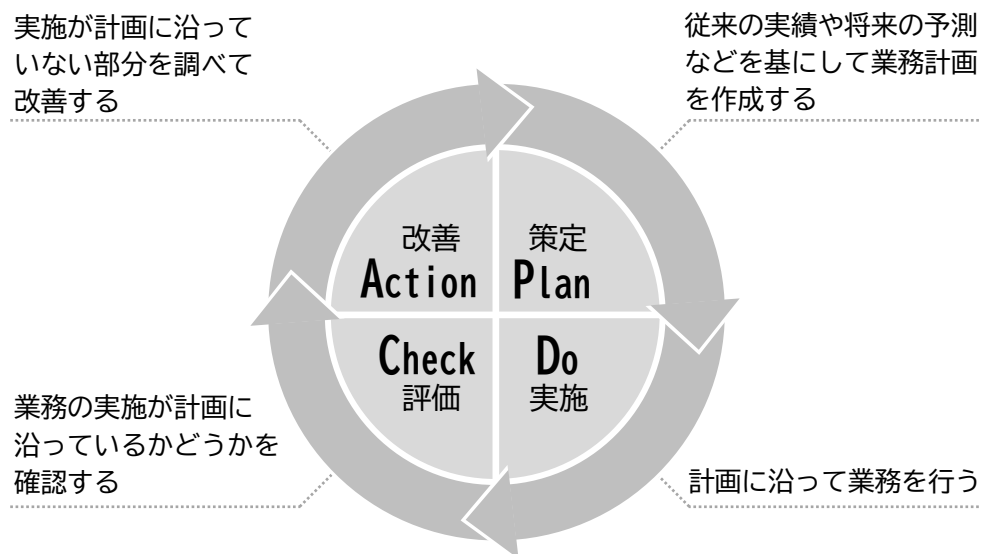 実施が計画に沿って
いない部分を調べて
改善する
従来の実績や将来の予測
などを基にして業務計画
を作成する
改善
Action
策定
Plan
Check
評価
Do
実施
業務の実施が計画に
沿っているかどうかを
確認する
計画に沿って業務を行う